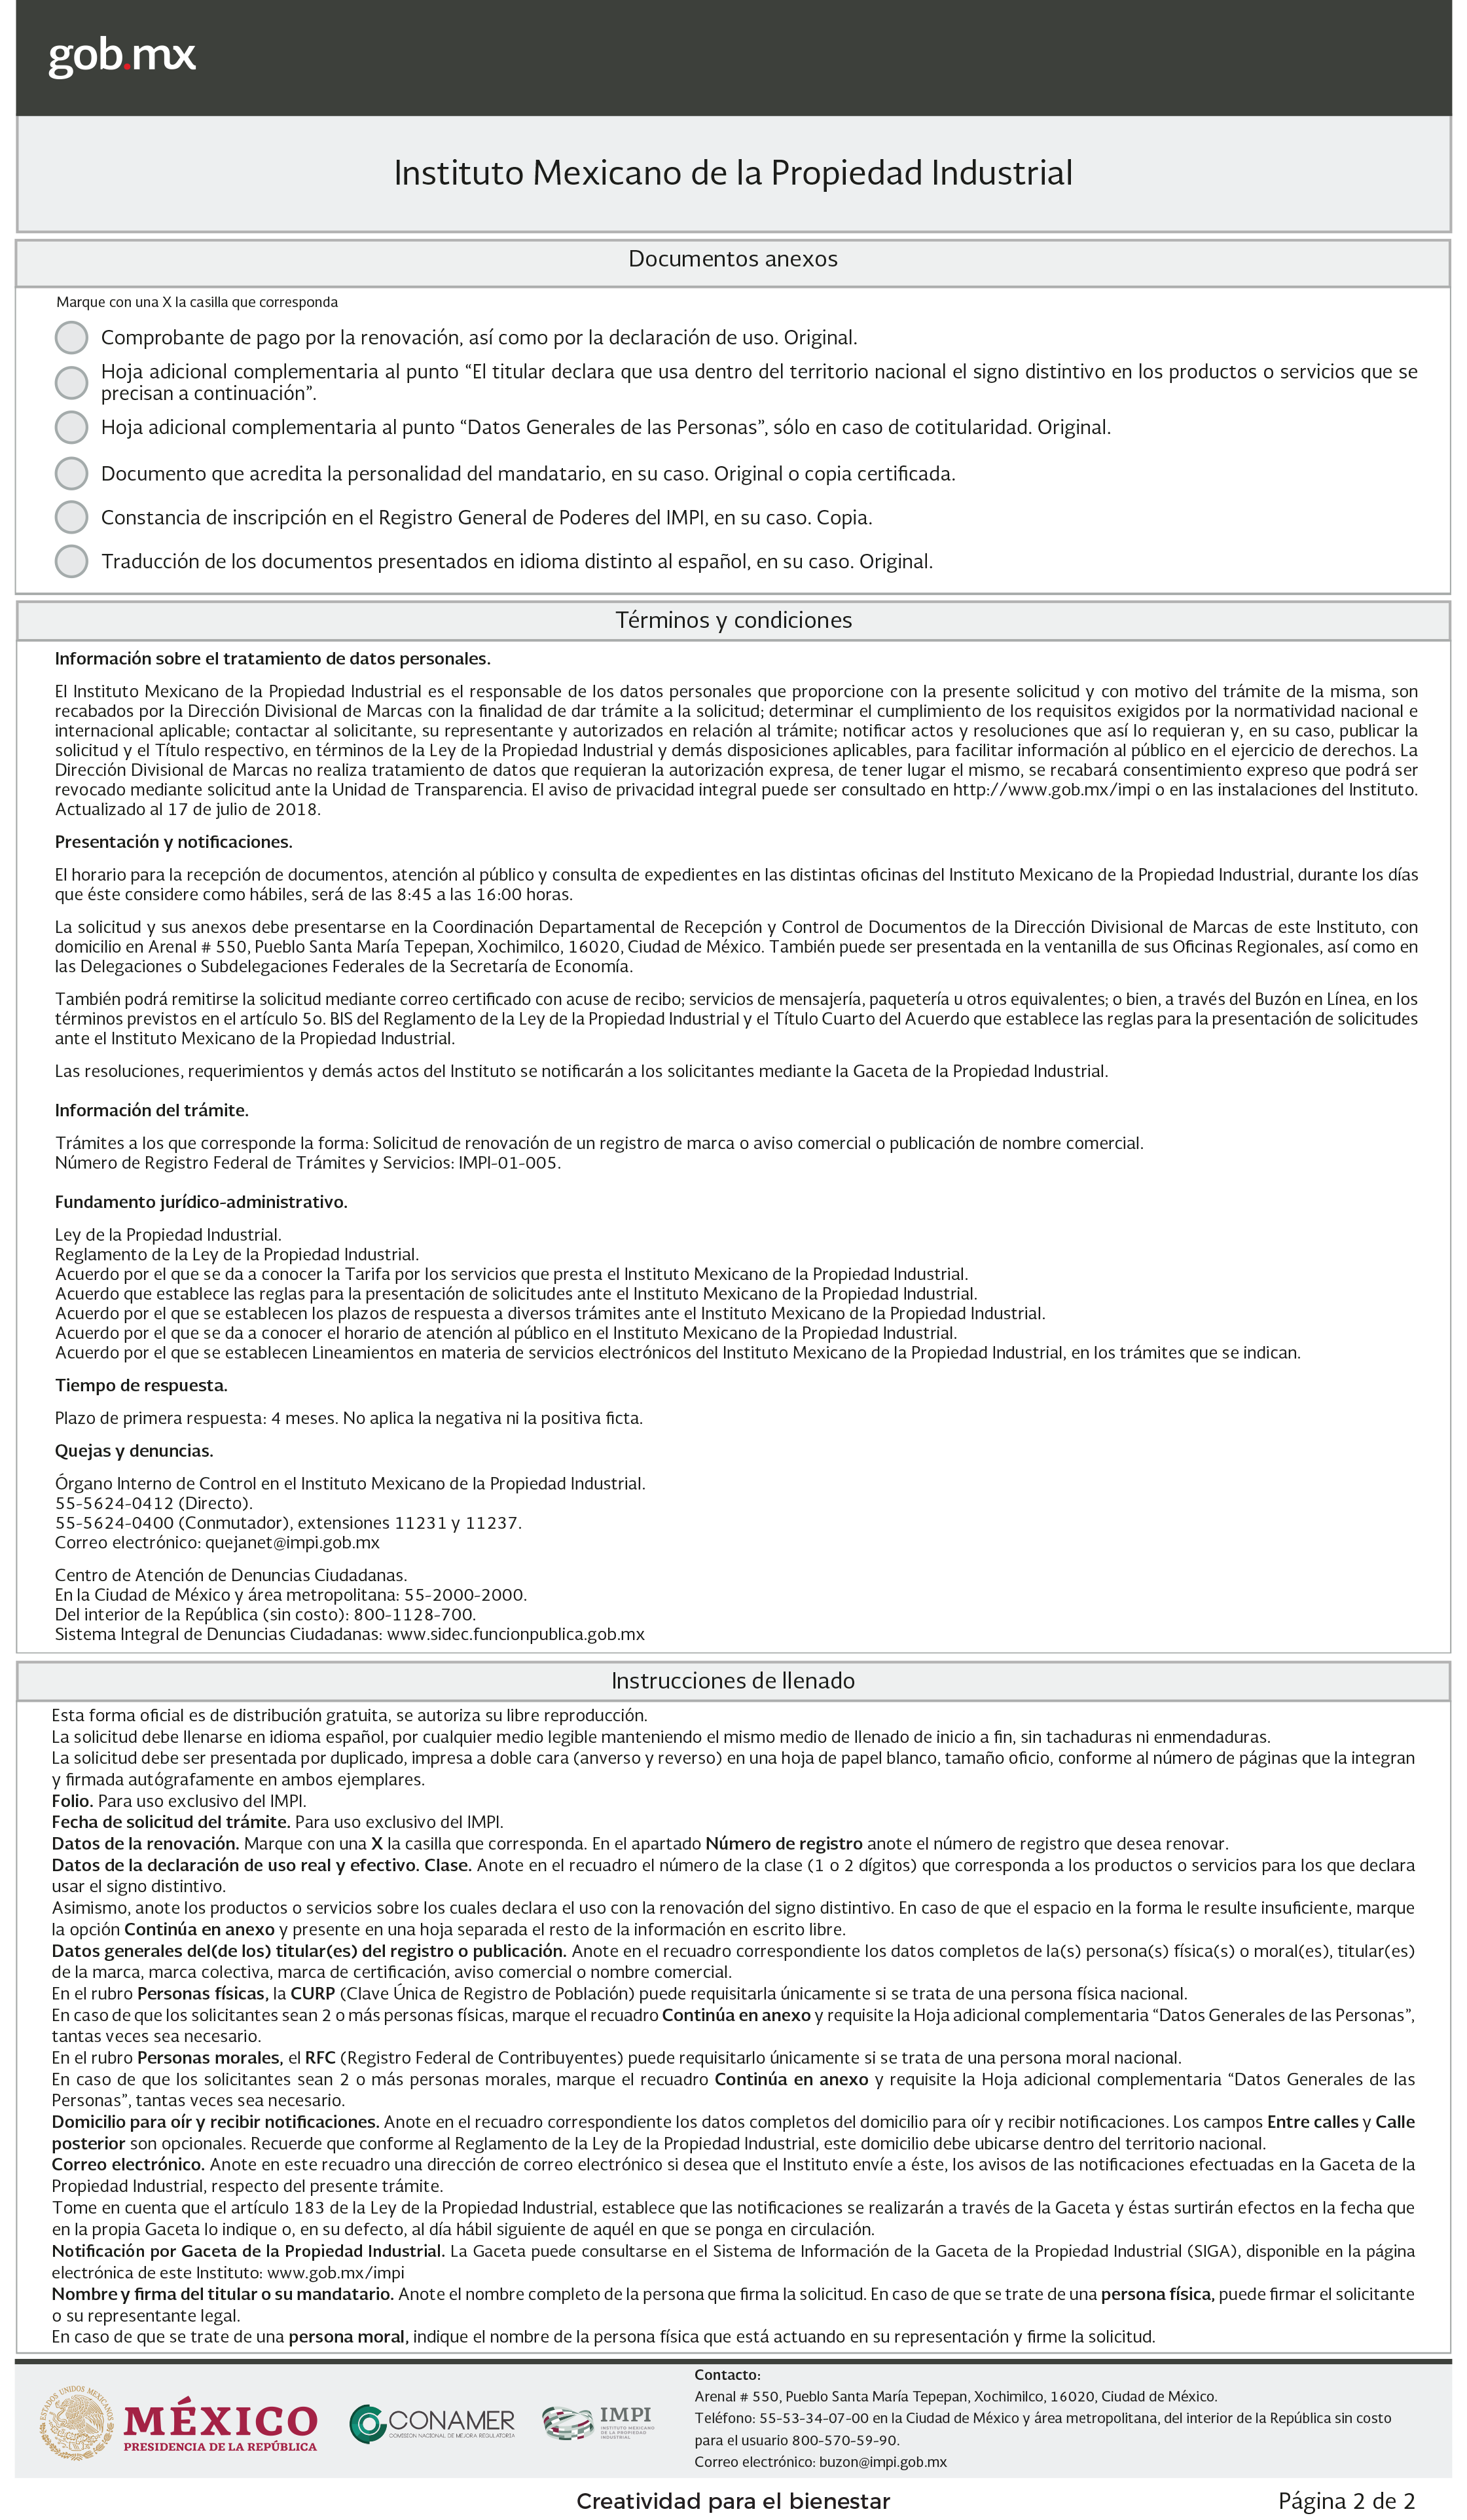 gob.mx
Instituto Mexicano de la Propiedad Industrial
Documentos anexos
Marque con una X la casilla que corresponda
Comprobante de pago por la renovación, así como por la declaración de uso. Original.
Hoja adicional complementaria al punto “El titular declara que usa dentro del territorio nacional el signo distintivo en los productos o servicios que se
precisan a continuación”.
Hoja adicional complementaria al punto “Datos Generales de las Personas”, sólo en caso de cotitularidad. Original.
Documento que acredita la personalidad del mandatario, en su caso. Original o copia certificada.
Constancia de inscripción en el Registro General de Poderes del IMPI, en su caso. Copia.
Traducción de los documentos presentados en idioma distinto al español, en su caso. Original.
Términos y condiciones
Información sobre el tratamiento de datos personales.
El Instituto Mexicano de la Propiedad Industrial es el responsable de los datos personales que proporcione con la presente solicitud y con motivo del trámite de la misma, son
recabados por la Dirección Divisional de Marcas con la finalidad de dar trámite a la solicitud; determinar el cumplimiento de los requisitos exigidos por la normatividad nacional e
internacional aplicable; contactar al solicitante, su representante y autorizados en relación al trámite; notificar actos y resoluciones que así lo requieran y, en su caso, publicar la
solicitud y el Título respectivo, en términos de la Ley de la Propiedad Industrial y demás disposiciones aplicables, para facilitar información al público en el ejercicio de derechos. La
Dirección Divisional de Marcas no realiza tratamiento de datos que requieran la autorización expresa, de tener lugar el mismo, se recabará consentimiento expreso que podrá ser
revocado mediante solicitud ante la Unidad de Transparencia. El aviso de privacidad integral puede ser consultado en http://www.gob.mx/impi o en las instalaciones del Instituto.
Actualizado al 17 de julio de 2018.
Presentación y notificaciones.
El horario para la recepción de documentos, atención al público y consulta de expedientes en las distintas oficinas del Instituto Mexicano de la Propiedad Industrial, durante los días
que éste considere como hábiles, será de las 8:45 a las 16:00 horas.
La solicitud y sus anexos debe presentarse en la Coordinación Departamental de Recepción y Control de Documentos de la Dirección Divisional de Marcas de este Instituto, con
domicilio en Arenal # 550, Pueblo Santa María Tepepan, Xochimilco, 16020, Ciudad de México. También puede ser presentada en la ventanilla de sus Oficinas Regionales, así como en
las Delegaciones o Subdelegaciones Federales de la Secretaría de Economía.
También podrá remitirse la solicitud mediante correo certificado con acuse de recibo; servicios de mensajería, paquetería u otros equivalentes; o bien, a través del Buzón en Línea, en los
términos previstos en el artículo 5o. BIS del Reglamento de la Ley de la Propiedad Industrial y el Título Cuarto del Acuerdo que establece las reglas para la presentación de solicitudes
ante el Instituto Mexicano de la Propiedad Industrial.
Las resoluciones, requerimientos y demás actos del Instituto se notificarán a los solicitantes mediante la Gaceta de la Propiedad Industrial.
Información del trámite.
Trámites a los que corresponde la forma: Solicitud de renovación de un registro de marca o aviso comercial o publicación de nombre comercial.
Número de Registro Federal de Trámites y Servicios: IMPI-01-005.
Fundamento jurídico-administrativo.
Ley de la Propiedad Industrial.
Reglamento de la Ley de la Propiedad Industrial.
Acuerdo por el que se da a conocer la Tarifa por los servicios que presta el Instituto Mexicano de la Propiedad Industrial.
Acuerdo que establece las reglas para la presentación de solicitudes ante el Instituto Mexicano de la Propiedad Industrial.
Acuerdo por el que se establecen los plazos de respuesta a diversos trámites ante el Instituto Mexicano de la Propiedad Industrial.
Acuerdo por el que se da a conocer el horario de atención al público en el Instituto Mexicano de la Propiedad Industrial.
Acuerdo por el que se establecen Lineamientos en materia de servicios electrónicos del Instituto Mexicano de la Propiedad Industrial, en los trámites que se indican.
Tiempo de respuesta.
Plazo de primera respuesta: 4 meses. No aplica la negativa ni la positiva ficta.
Quejas y denuncias.
Órgano Interno de Control en el Instituto Mexicano de la Propiedad Industrial.
55-5624-0412 (Directo).
55-5624-0400 (Conmutador), extensiones 11231 y 11237.
Correo electrónico: quejanet@impi.gob.mx
Centro de Atención de Denuncias Ciudadanas.
En la Ciudad de México y área metropolitana: 55-2000-2000.
Del interior de la República (sin costo): 800-1128-700.
Sistema Integral de Denuncias Ciudadanas: www.sidec.funcionpublica.gob.mx
Instrucciones de llenado
Esta forma oficial es de distribución gratuita, se autoriza su libre reproducción.
La solicitud debe llenarse en idioma español, por cualquier medio legible manteniendo el mismo medio de llenado de inicio a fin, sin tachaduras ni enmendaduras.
La solicitud debe ser presentada por duplicado, impresa a doble cara (anverso y reverso) en una hoja de papel blanco, tamaño oficio, conforme al número de páginas que la integran
y firmada autógrafamente en ambos ejemplares.
Folio. Para uso exclusivo del IMPI.
Fecha de solicitud del trámite. Para uso exclusivo del IMPI.
Datos de la renovación. Marque con una X la casilla que corresponda. En el apartado Número de registro anote el número de registro que desea renovar.
Datos de la declaración de uso real y efectivo. Clase. Anote en el recuadro el número de la clase (1 o 2 dígitos) que corresponda a los productos o servicios para los que declara
usar el signo distintivo.
Asimismo, anote los productos o servicios sobre los cuales declara el uso con la renovación del signo distintivo. En caso de que el espacio en la forma le resulte insuficiente, marque
la opción Continúa en anexo y presente en una hoja separada el resto de la información en escrito libre.
Datos generales del(de los) titular(es) del registro o publicación. Anote en el recuadro correspondiente los datos completos de la(s) persona(s) física(s) o moral(es), titular(es)
de la marca, marca colectiva, marca de certificación, aviso comercial o nombre comercial.
En el rubro Personas físicas, la CURP (Clave Única de Registro de Población) puede requisitarla únicamente si se trata de una persona física nacional.
En caso de que los solicitantes sean 2 o más personas físicas, marque el recuadro Continúa en anexo y requisite la Hoja adicional complementaria “Datos Generales de las Personas”,
tantas veces sea necesario.
En el rubro Personas morales, el RFC (Registro Federal de Contribuyentes) puede requisitarlo únicamente si se trata de una persona moral nacional.
En caso de que los solicitantes sean 2 o más personas morales, marque el recuadro Continúa en anexo y requisite la Hoja adicional complementaria “Datos Generales de las
Personas”, tantas veces sea necesario.
Domicilio para oír y recibir notificaciones. Anote en el recuadro correspondiente los datos completos del domicilio para oír y recibir notificaciones. Los campos Entre calles y Calle
posterior son opcionales. Recuerde que conforme al Reglamento de la Ley de la Propiedad Industrial, este domicilio debe ubicarse dentro del territorio nacional.
Correo electrónico. Anote en este recuadro una dirección de correo electrónico si desea que el Instituto envíe a éste, los avisos de las notificaciones efectuadas en la Gaceta de la
Propiedad Industrial, respecto del presente trámite.
Tome en cuenta que el artículo 183 de la Ley de la Propiedad Industrial, establece que las notificaciones se realizarán a través de la Gaceta y éstas surtirán efectos en la fecha que
en la propia Gaceta lo indique o, en su defecto, al día hábil siguiente de aquél en que se ponga en circulación.
Notificación por Gaceta de la Propiedad Industrial. La Gaceta puede consultarse en el Sistema de Información de la Gaceta de la Propiedad Industrial (SIGA), disponible en la página
electrónica de este Instituto: www.gob.mx/impi
Nombre y firma del titular o su mandatario. Anote el nombre completo de la persona que firma la solicitud. En caso de que se trate de una persona física, puede firmar el solicitante
o su representante legal.
En caso de que se trate de una persona moral, indique el nombre de la persona física que está actuando en su representación y firme la solicitud.
ESTADOS UNIDOS MEXICANOS
MÉXICO
PRESIDENCIA DE LA REPÚBLICA
CONAMER
COMISIÓN NACIONAL DE MEJORA REGULATORIA
IMPI
INSTITUTO MEXICANO
DE LA PROPIEDAD
INDUSTRIAL
Contacto:
Arenal # 550, Pueblo Santa María Tepepan, Xochimilco, 16020, Ciudad de México.
Teléfono: 55-53-34-07-00 en la Ciudad de México y área metropolitana, del interior de la República sin costo
para el usuario 800-570-59-90.
Correo electrónico: buzon@impi.gob.mx
Creatividad para el bienestar
Página 2 de 2